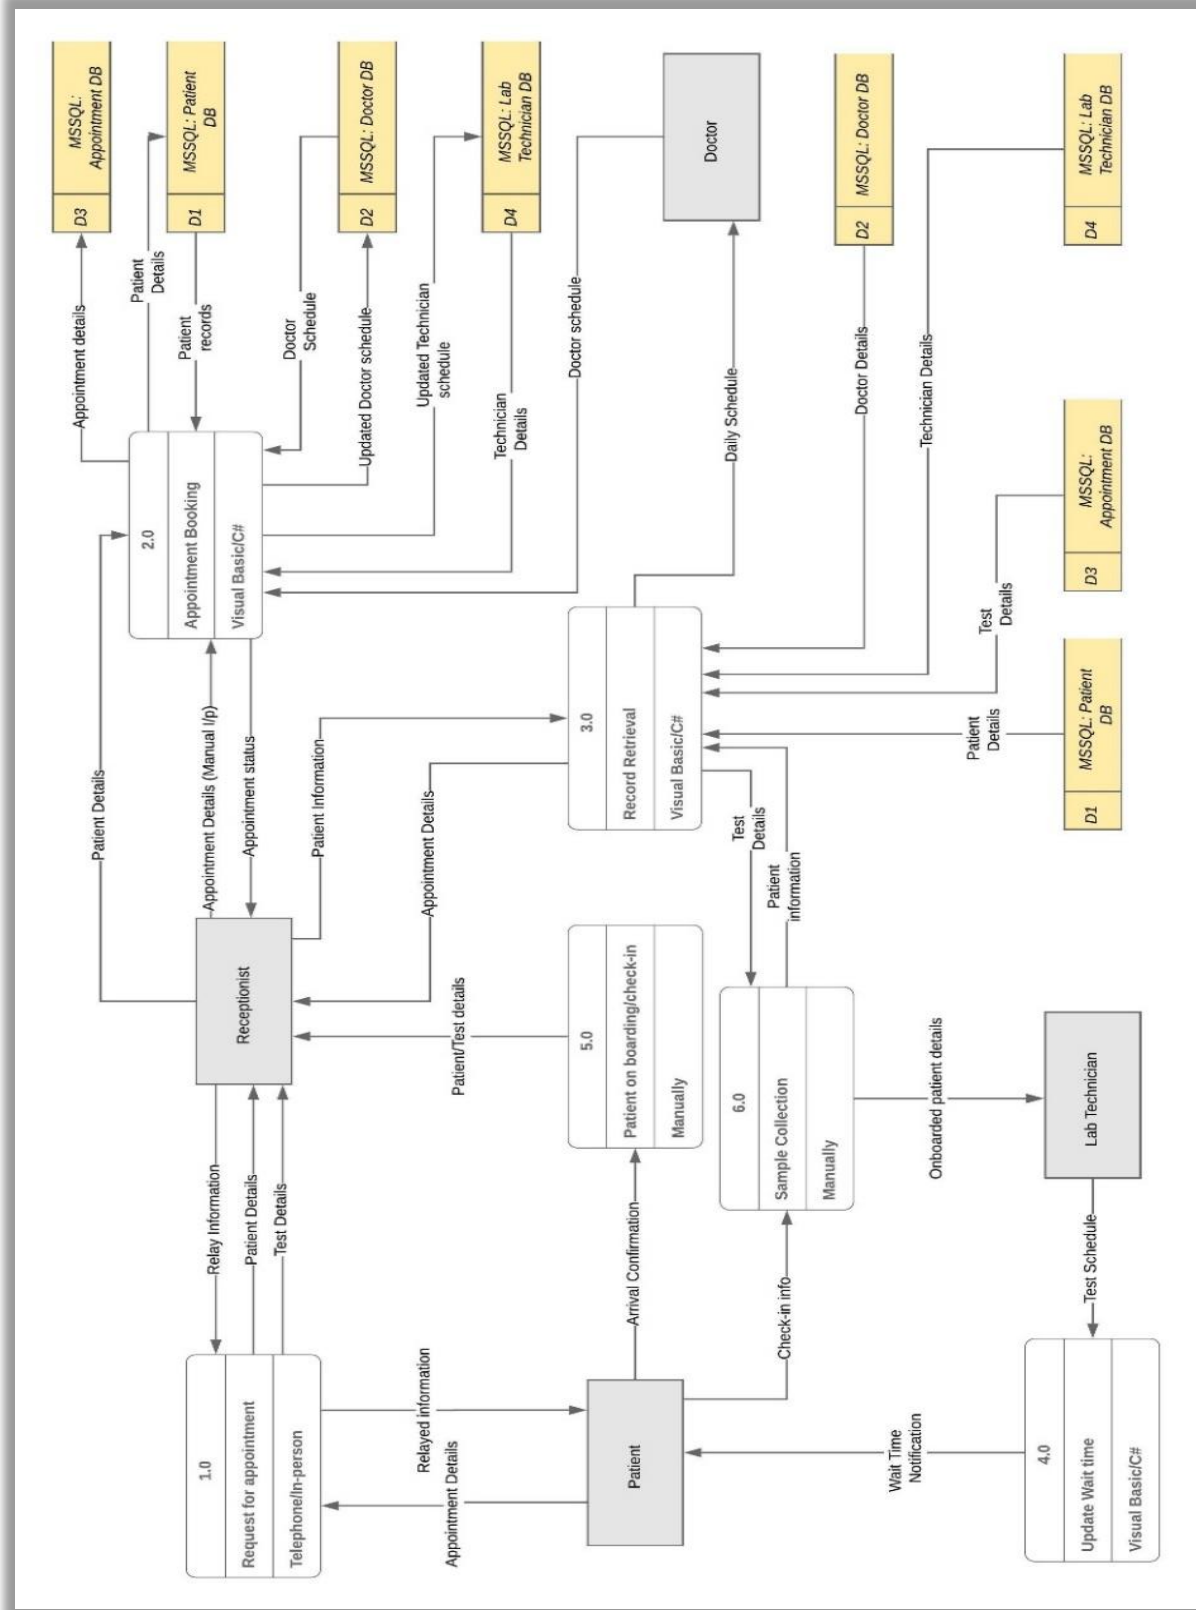 1.0
Request for appointment
Telephone/In-person
Relay Information
Patient Details
Test Details
Relayed information
Appointment Details
Patient
Arrival Confirmation
Check-in info
Wait Time
Notification
4.0
Update Wait time
Visual Basic/C#
Test Schedule
Lab Technician
Onboarded patient details
Receptionist
Patient/Test details
5.0
Patient on boarding/check-in
Manually
6.0
Sample Collection
Manually
Patient Details
Appointment Details (Manual I/p)
Appointment status
Patient Information
Appointment Details
Test
Details
Patient
information
3.0
Record Retrieval
Visual Basic/C#
2.0
Appointment Booking
Visual Basic/C#
Appointment details
Patient
Details
Patient
records
Doctor
Schedule
Updated Doctor schedule
Updated Technician
schedule
Technician
Details
Doctor schedule
Daily Schedule
Doctor Details
Technician Details
Test
Details
Patient
Details
D3
MSSQL:
Appointment DB
D1
MSSQL: Patient
DB
D2
MSSQL: Doctor DB
D4
MSSQL: Lab
Technician DB
Doctor
D2
MSSQL: Doctor DB
D4
MSSQL: Lab
Technician DB
D3
MSSQL:
Appointment DB
D1
MSSQL: Patient
DB